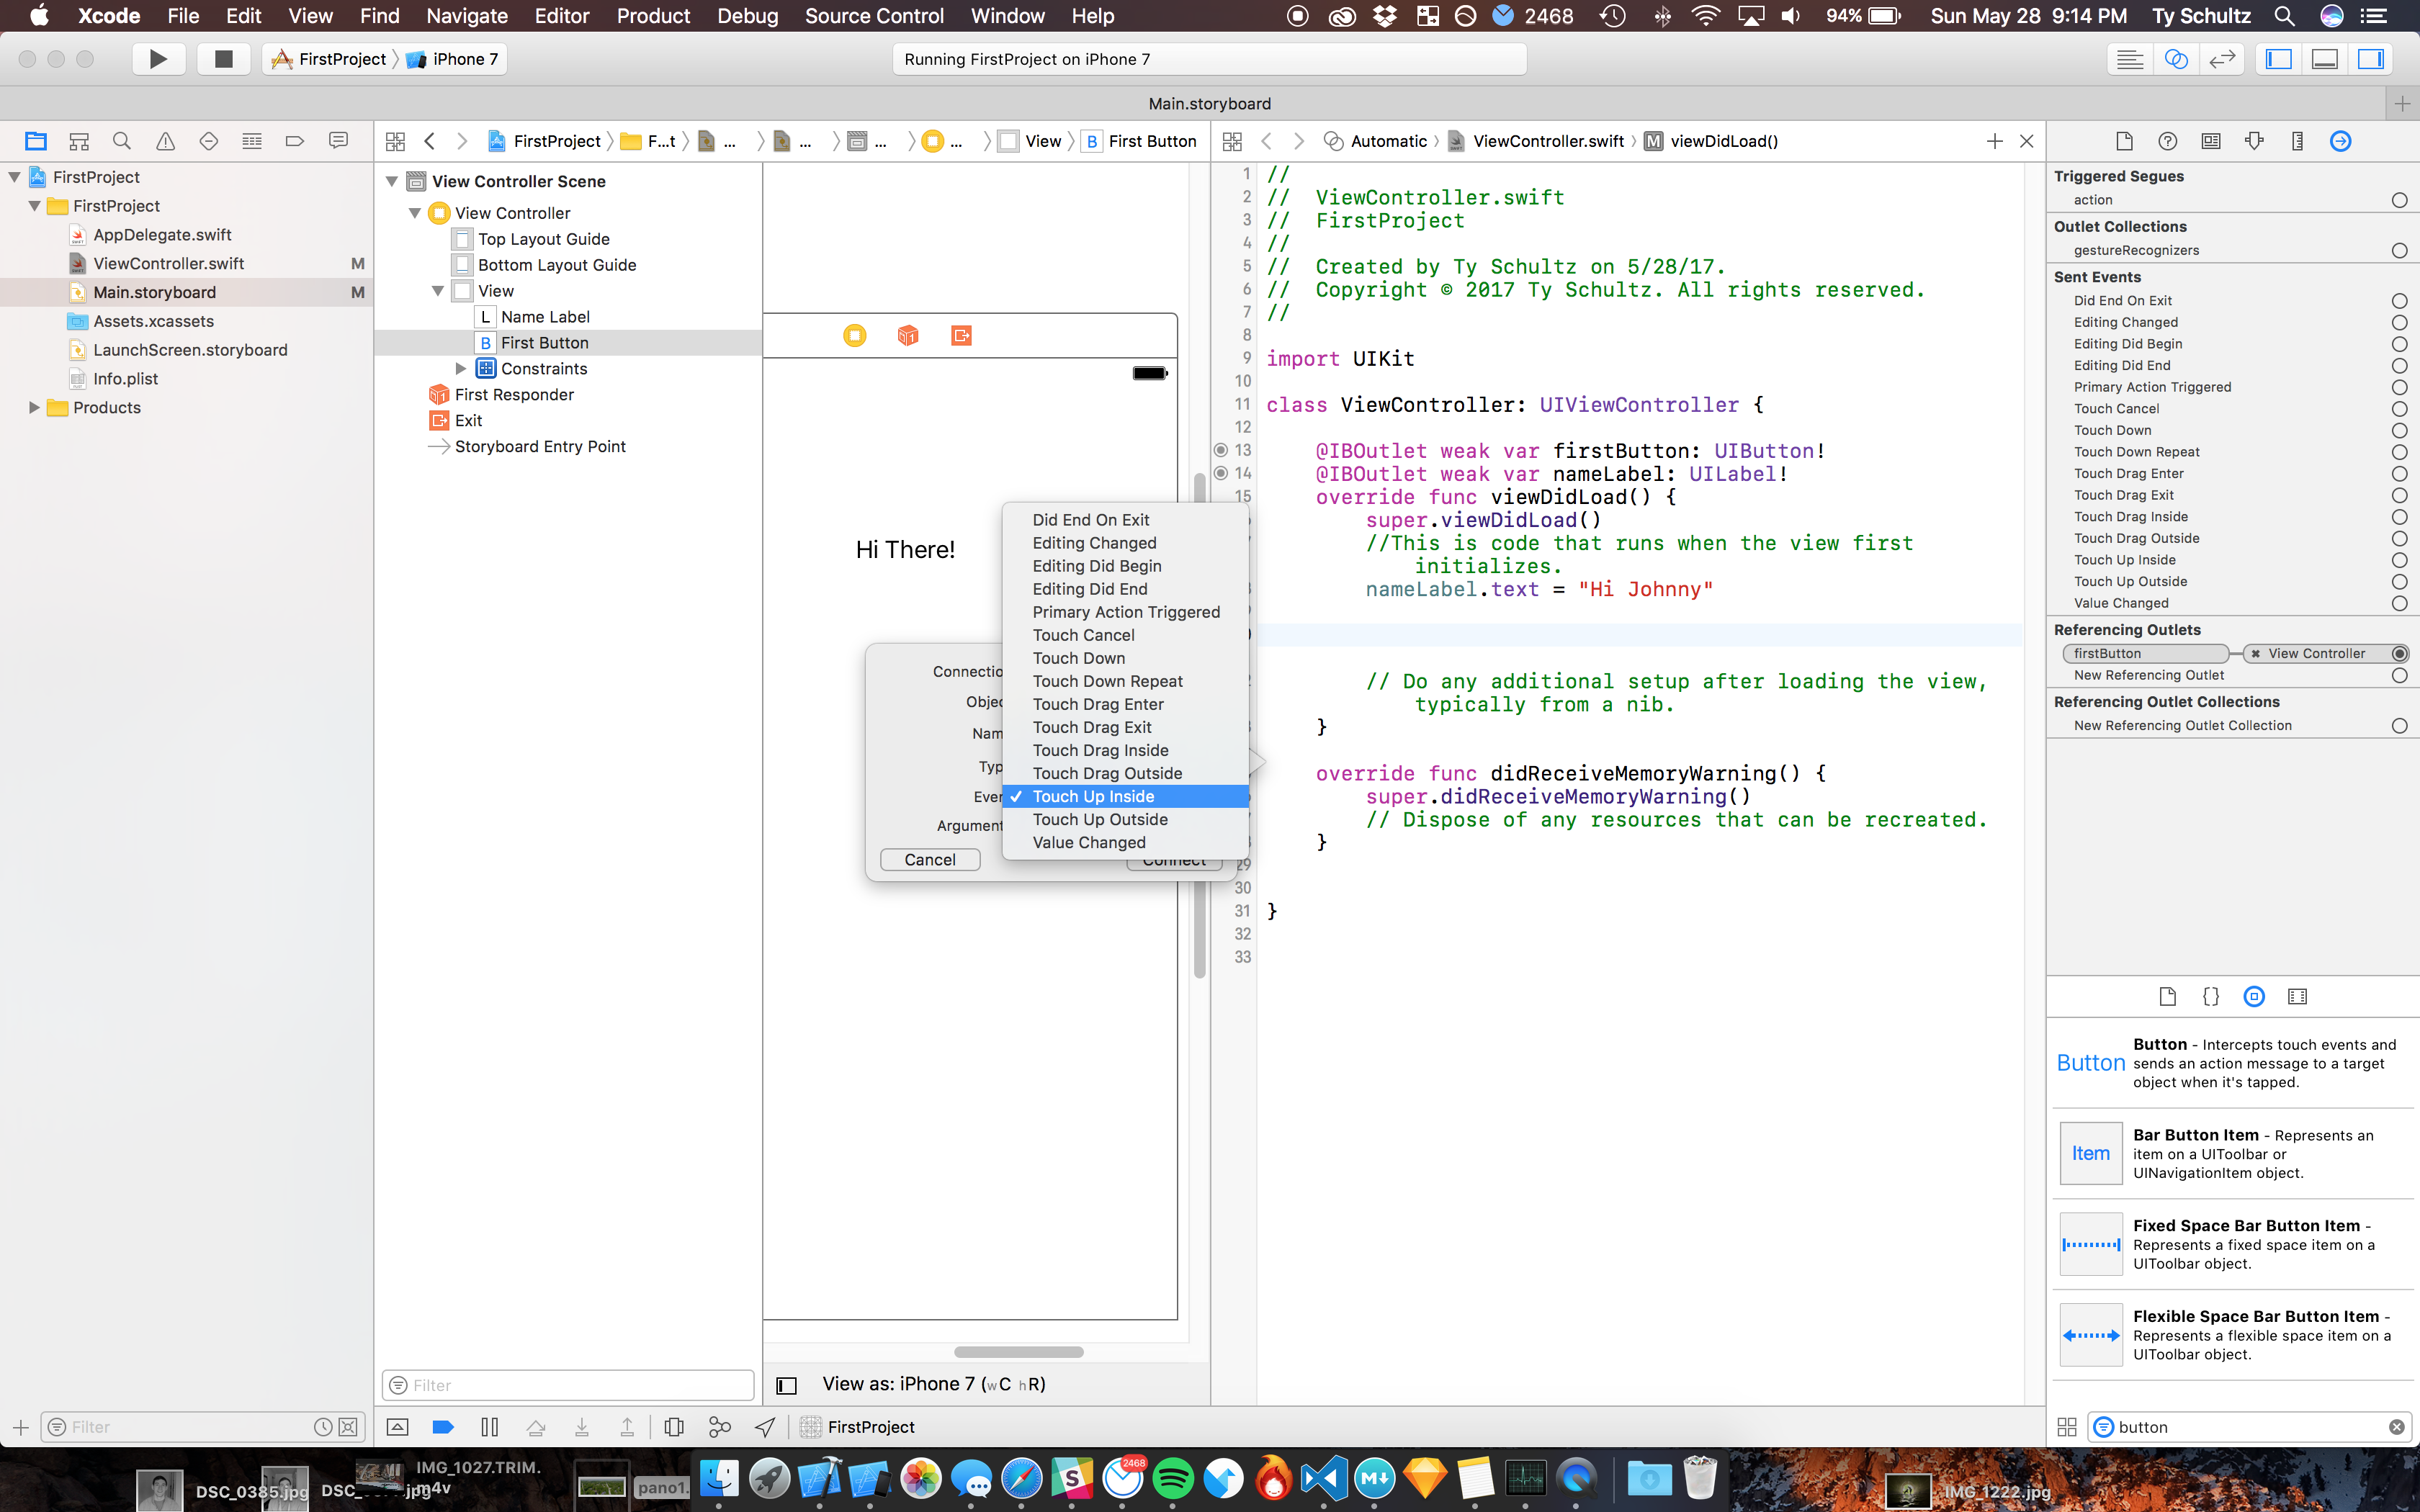 Xcode File Edit View Find Navigate Editor Product Debug Source Control Window Help 2468 94% Sun May 28 9:14 PM Ty Schultz
FirstProject iPhone 7 Running FirstProject on iPhone 7
Main.storyboard
FirstProject F...t ... ... ... ... View B First Button
Automatic ViewController.swift M viewDidLoad()
FirstProject
FirstProject
AppDelegate.swift
ViewController.swift M
Main.storyboard M
Assets.xcassets
LaunchScreen.storyboard
Info.plist
Products
Filter
View Controller Scene
View Controller
Top Layout Guide
Bottom Layout Guide
View
L Name Label
B First Button
Constraints
First Responder
Exit
Storyboard Entry Point
Filter
Hi There!
Connectio
Objec
Nam
Typ
Even
Argument
Cancel
Connect
Did End On Exit
Editing Changed
Editing Did Begin
Editing Did End
Primary Action Triggered
Touch Cancel
Touch Down
Touch Down Repeat
Touch Drag Enter
Touch Drag Exit
Touch Drag Inside
Touch Drag Outside
✓ Touch Up Inside
Touch Up Outside
Value Changed
View as: iPhone 7 (wC hR)
FirstProject
1 //
2 //  ViewController.swift
3 //  FirstProject
4 //
5 //  Created by Ty Schultz on 5/28/17.
6 //  Copyright © 2017 Ty Schultz. All rights reserved.
7 //
8
9 import UIKit
10
11 class ViewController: UIViewController {
12
13 @IBOutlet weak var firstButton: UIButton!
14 @IBOutlet weak var nameLabel: UILabel!
15 override func viewDidLoad() {
super.viewDidLoad()
//This is code that runs when the view first
initializes.
nameLabel.text = "Hi Johnny"
// Do any additional setup after loading the view,
typically from a nib.
}
override func didReceiveMemoryWarning() {
super.didReceiveMemoryWarning()
// Dispose of any resources that can be recreated.
}
29
30
31 }
32
33
Triggered Segues
action
Outlet Collections
gestureRecognizers
Sent Events
Did End On Exit
Editing Changed
Editing Did Begin
Editing Did End
Primary Action Triggered
Touch Cancel
Touch Down
Touch Down Repeat
Touch Drag Enter
Touch Drag Exit
Touch Drag Inside
Touch Drag Outside
Touch Up Inside
Touch Up Outside
Value Changed
Referencing Outlets
firstButton View Controller
New Referencing Outlet
Referencing Outlet Collections
New Referencing Outlet Collection
{}
Button
Button - Intercepts touch events and
sends an action message to a target
object when it's tapped.
Item
Bar Button Item - Represents an
item on a UIToolbar or
UINavigationItem object.
Fixed Space Bar Button Item -
Represents a fixed space item on a
UIToolbar object.
Flexible Space Bar Button Item -
Represents a flexible space item on a
UIToolbar object.
button
DSC_0385.jpg
IMG_1027.TRIM.
m4v
pano1.
2468
IMG_1222.jpg